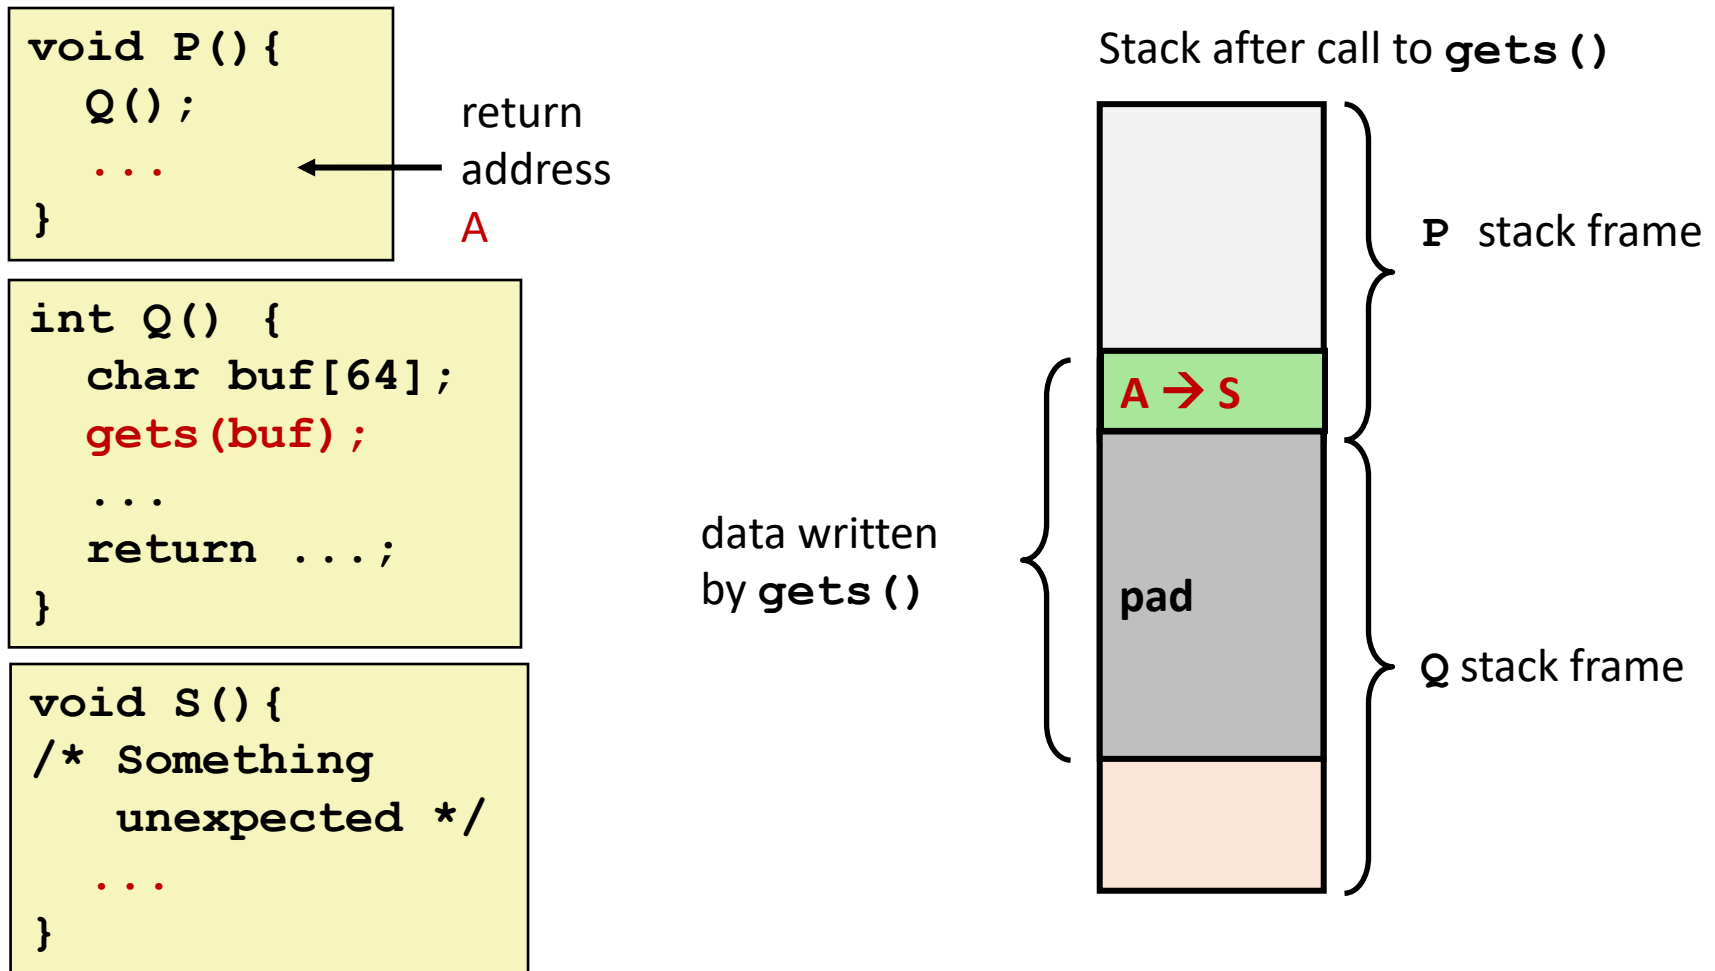 void P(){
  Q();
  ...
}
return
address
A
int Q() {
  char buf[64];
  gets(buf);
  ...
  return ...;
}
void S(){
/* Something
   unexpected */
  ...
}
Stack after call to gets()
P stack frame
A → S
data written
by gets()
pad
Q stack frame